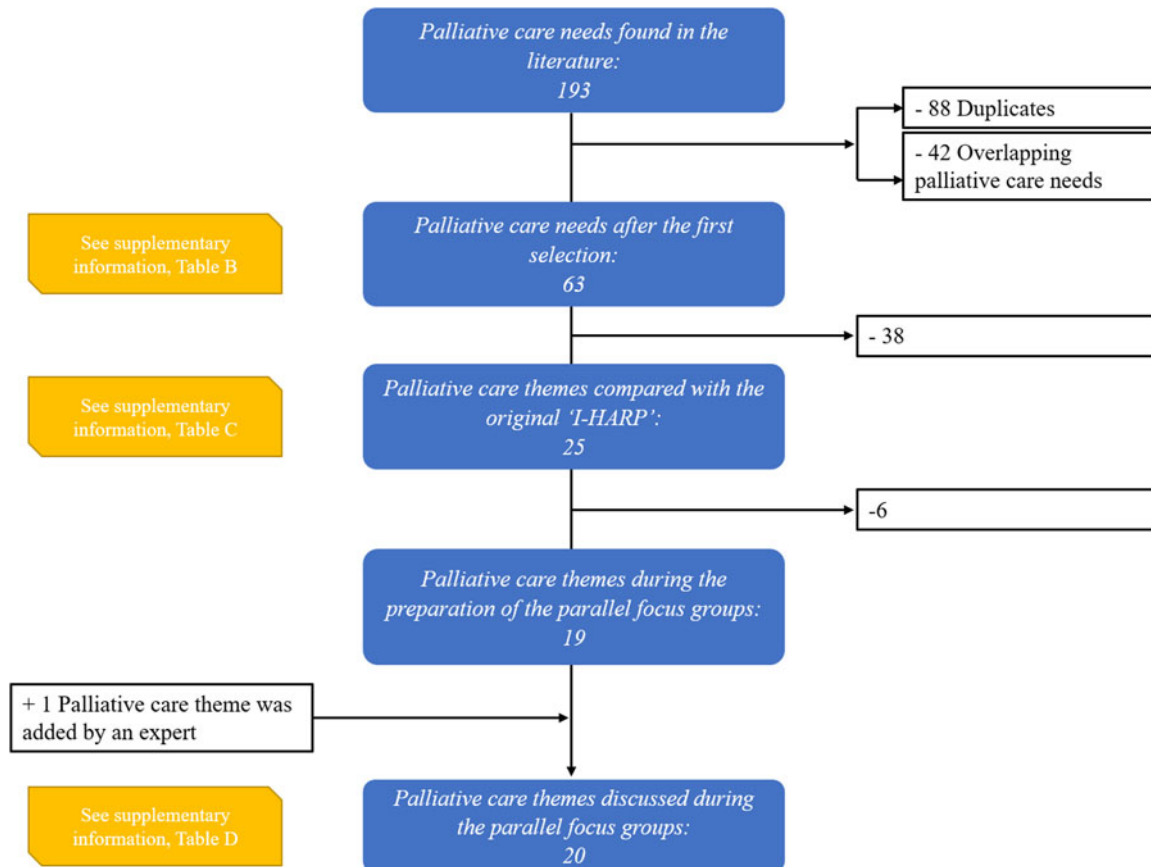 Palliative care needs found in the
literature:
193
- 88 Duplicates
- 42 Overlapping
palliative care needs
See supplementary
information, Table B
Palliative care needs after the first
selection:
63
- 38
See supplementary
information, Table C
Palliative care themes compared with the
original ‘I-HARP’:
25
-6
Palliative care themes during the
preparation of the parallel focus groups:
19
+ 1 Palliative care theme was
added by an expert
See supplementary
information, Table D
Palliative care themes discussed during
the parallel focus groups:
20